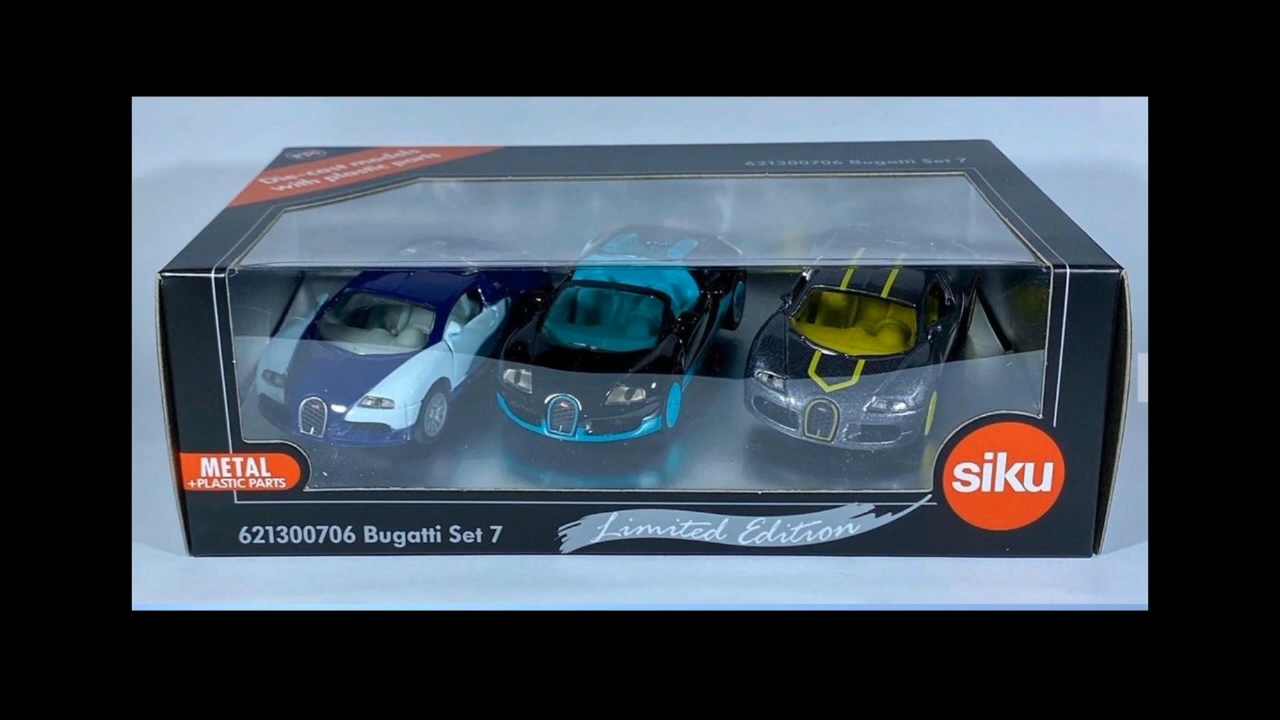 Die-cast models
with plastic parts
621300706 Bugatti Set 7
METAL
+PLASTIC PARTS
siku
621300706 Bugatti Set 7
Limited Edition